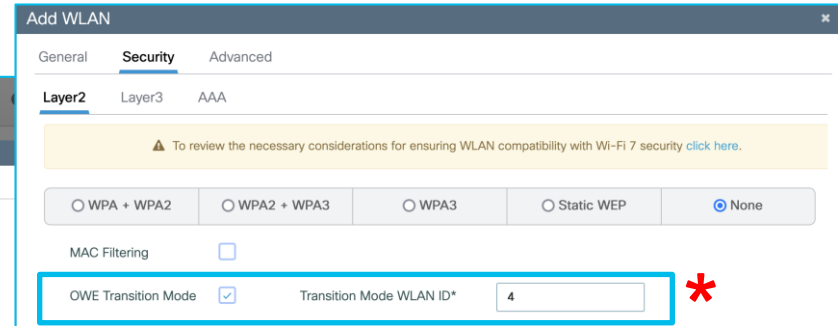 Add WLAN
General Security Advanced
Layer2 Layer3 AAA
To review the necessary considerations for ensuring WLAN compatibility with Wi-Fi 7 security click here.
WPA + WPA2 WPA2 + WPA3 WPA3 Static WEP None
MAC Filtering
OWE Transition Mode Transition Mode WLAN ID* 4
*